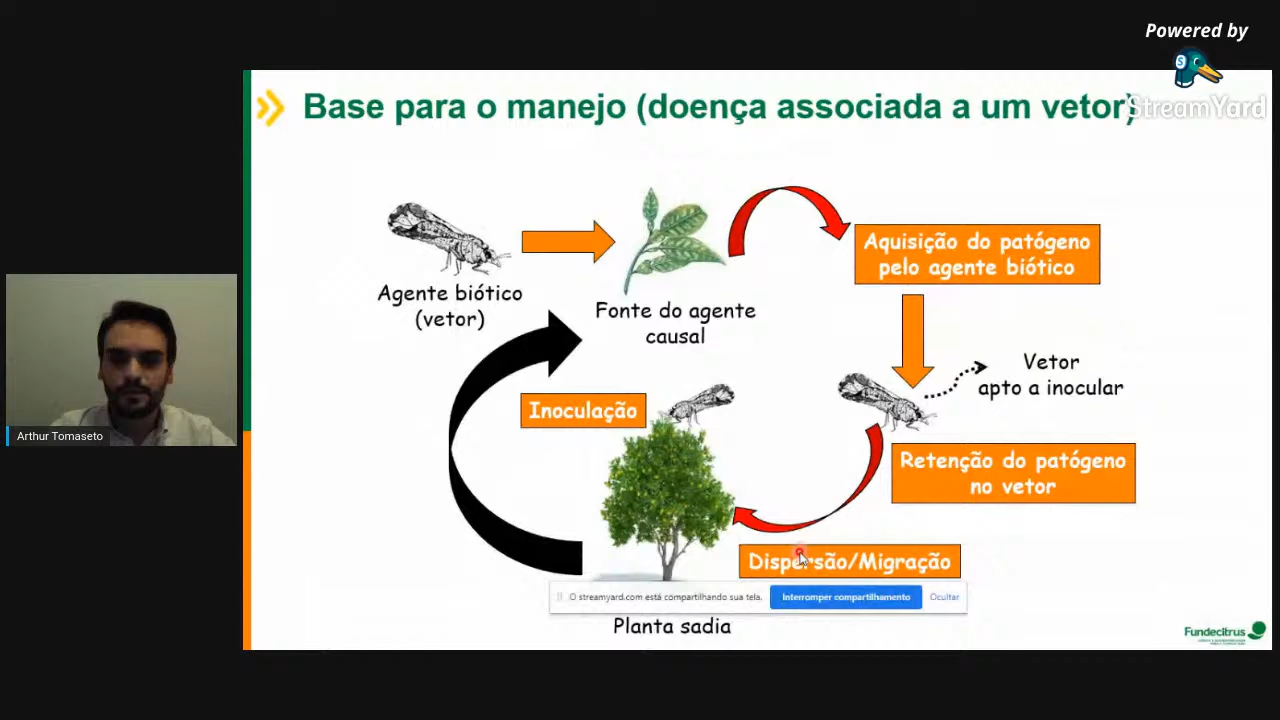 Powered by
StreamYard
Base para o manejo (doença associada a um vetor)
Aquisição do patógeno
pelo agente biótico
Agente biótico
(vetor)
Fonte do agente
causal
Vetor
apto a inocular
Inoculação
Arthur Tomaseto
Retenção do patógeno
no vetor
Dispersão/Migração
O streamyard.com está compartilhando sua tela.
Interromper compartilhamento
Ocultar
Planta sadia
Fundecitrus